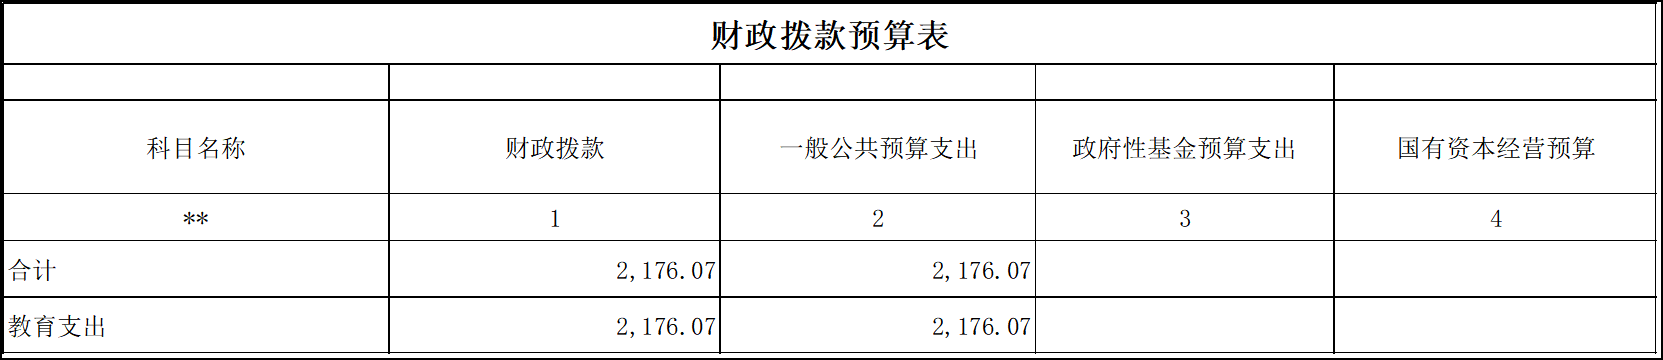 财政拨款预算表
科目名称 财政拨款 一般公共预算支出 政府性基金预算支出 国有资本经营预算
** 1 2 3 4
合计 2,176.07 2,176.07
教育支出 2,176.07 2,176.07